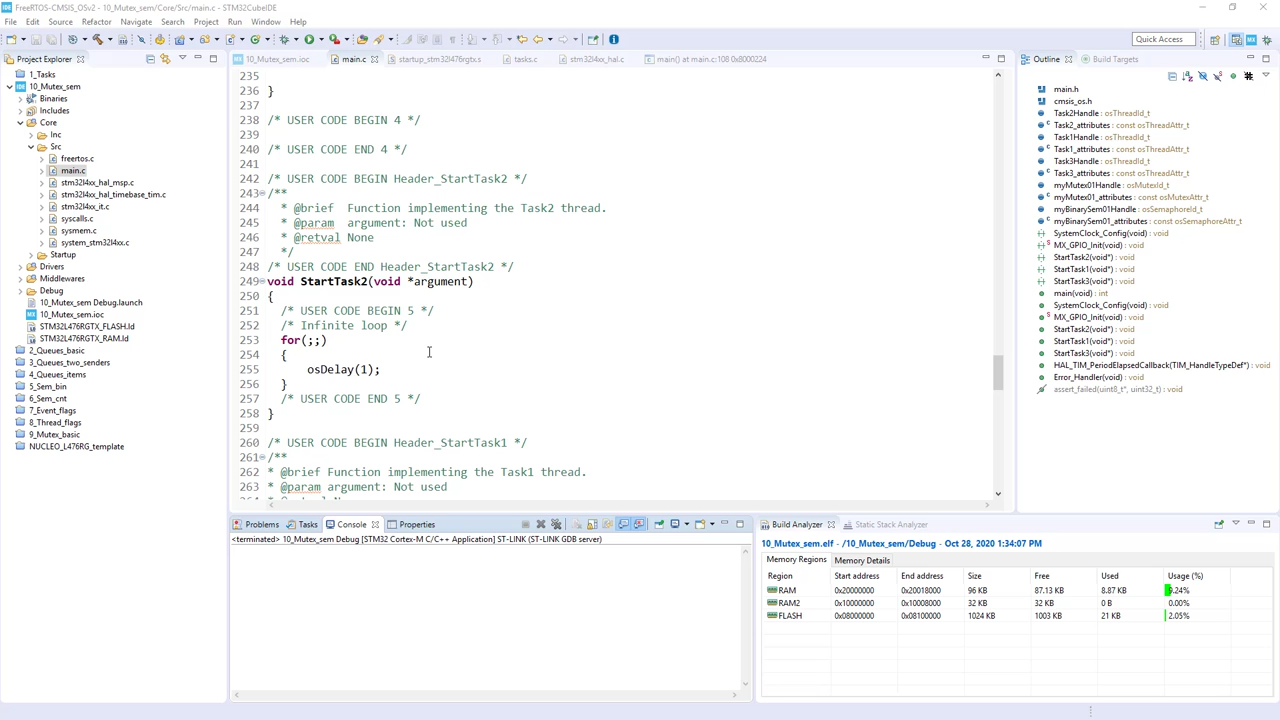 FreeRTOS-CMSIS_OSv2 - 10_Mutex_sem/Core/Src/main.c - STM32CubeIDE
File Edit Source Refactor Navigate Search Project Run Window Help
Quick Access
Project Explorer
1_Tasks
10_Mutex_sem
Binaries
Includes
Core
Inc
Src
freertos.c
main.c
stm32l4xx_hal_msp.c
stm32l4xx_hal_timebase_tim.c
stm32l4xx_it.c
syscalls.c
sysmem.c
system_stm32l4xx.c
Startup
Drivers
Middlewares
Debug
10_Mutex_sem Debug.launch
10_Mutex_sem.ioc
STM32L476RGTX_FLASH.ld
STM32L476RGTX_RAM.ld
2_Queues_basic
3_Queues_two_senders
4_Queues_items
5_Sem_bin
6_Sem_cnt
7_Event_flags
8_Thread_flags
9_Mutex_basic
NUCLEO_L476RG_template
10_Mutex_sem.ioc main.c startup_stm32l476rgtx.s tasks.c stm32l4xx_hal.c main() at main.c:108 0x8000224
235
236 }
237
238 /* USER CODE BEGIN 4 */
239
240 /* USER CODE END 4 */
241
242 /* USER CODE BEGIN Header_StartTask2 */
243 /**
244 * @brief Function implementing the Task2 thread.
245 * @param argument: Not used
246 * @retval None
247 */
248 /* USER CODE END Header_StartTask2 */
249 void StartTask2(void *argument)
250 {
251 /* USER CODE BEGIN 5 */
252 /* Infinite loop */
253 for(;;)
254 {
255 osDelay(1);
256 }
257 /* USER CODE END 5 */
258 }
259
260 /* USER CODE BEGIN Header_StartTask1 */
261 /**
262 * @brief Function implementing the Task1 thread.
263 * @param argument: Not used
Outline Build Targets
main.h
cmsis_os.h
Task2Handle : osThreadId_t
Task2_attributes : const osThreadAttr_t
Task1Handle : osThreadId_t
Task1_attributes : const osThreadAttr_t
Task3Handle : osThreadId_t
Task3_attributes : const osThreadAttr_t
myMutex01Handle : osMutexId_t
myMutex01_attributes : const osMutexAttr_t
myBinarySem01Handle : osSemaphoreId_t
myBinarySem01_attributes : const osSemaphoreAttr_t
SystemClock_Config(void) : void
MX_GPIO_Init(void) : void
StartTask2(void*) : void
StartTask1(void*) : void
StartTask3(void*) : void
main(void) : int
SystemClock_Config(void) : void
MX_GPIO_Init(void) : void
StartTask2(void*) : void
StartTask1(void*) : void
StartTask3(void*) : void
HAL_TIM_PeriodElapsedCallback(TIM_HandleTypeDef*) : void
Error_Handler(void) : void
assert_failed(uint8_t*, uint32_t) : void
Problems Tasks Console Properties
<terminated> 10_Mutex_sem Debug [STM32 Cortex-M C/C++ Application] ST-LINK (ST-LINK GDB server)
Build Analyzer Static Stack Analyzer
10_Mutex_sem.elf - /10_Mutex_sem/Debug - Oct 28, 2020 1:34:07 PM
Memory Regions Memory Details
Region Start address End address Size Free Used Usage (%)
RAM 0x20000000 0x20018000 96 KB 87.13 KB 8.87 KB 9.24%
RAM2 0x10000000 0x10008000 32 KB 32 KB 0 B 0.00%
FLASH 0x08000000 0x08100000 1024 KB 1003 KB 21 KB 2.05%